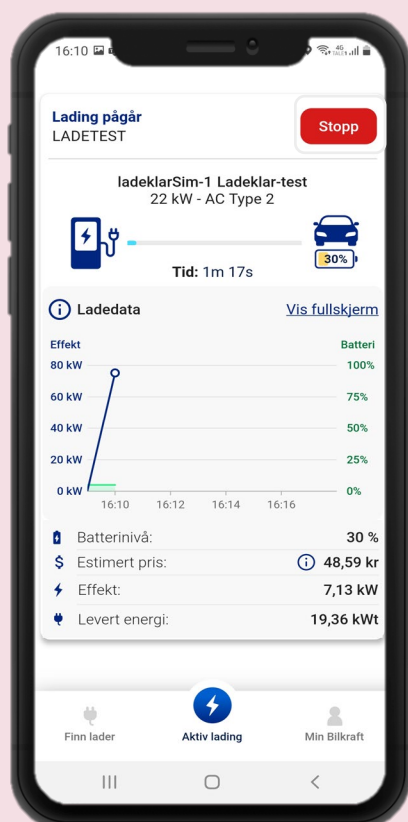 16:10
4G
Lading pågår
LADETEST
Stopp
ladeklarSim-1 Ladeklar-test
22 kW - AC Type 2
30%
Tid: 1m 17s
Ladedata
Vis fullskjerm
Effekt
Batteri
80 kW
100%
60 kW
75%
40 kW
50%
20 kW
25%
0 kW
0%
16:10 16:12 16:14 16:16
Batterinivå: 30 %
Estimert pris: 48,59 kr
Effekt: 7,13 kW
Levert energi: 19,36 kWt
Finn lader
Aktiv lading
Min Bilkraft